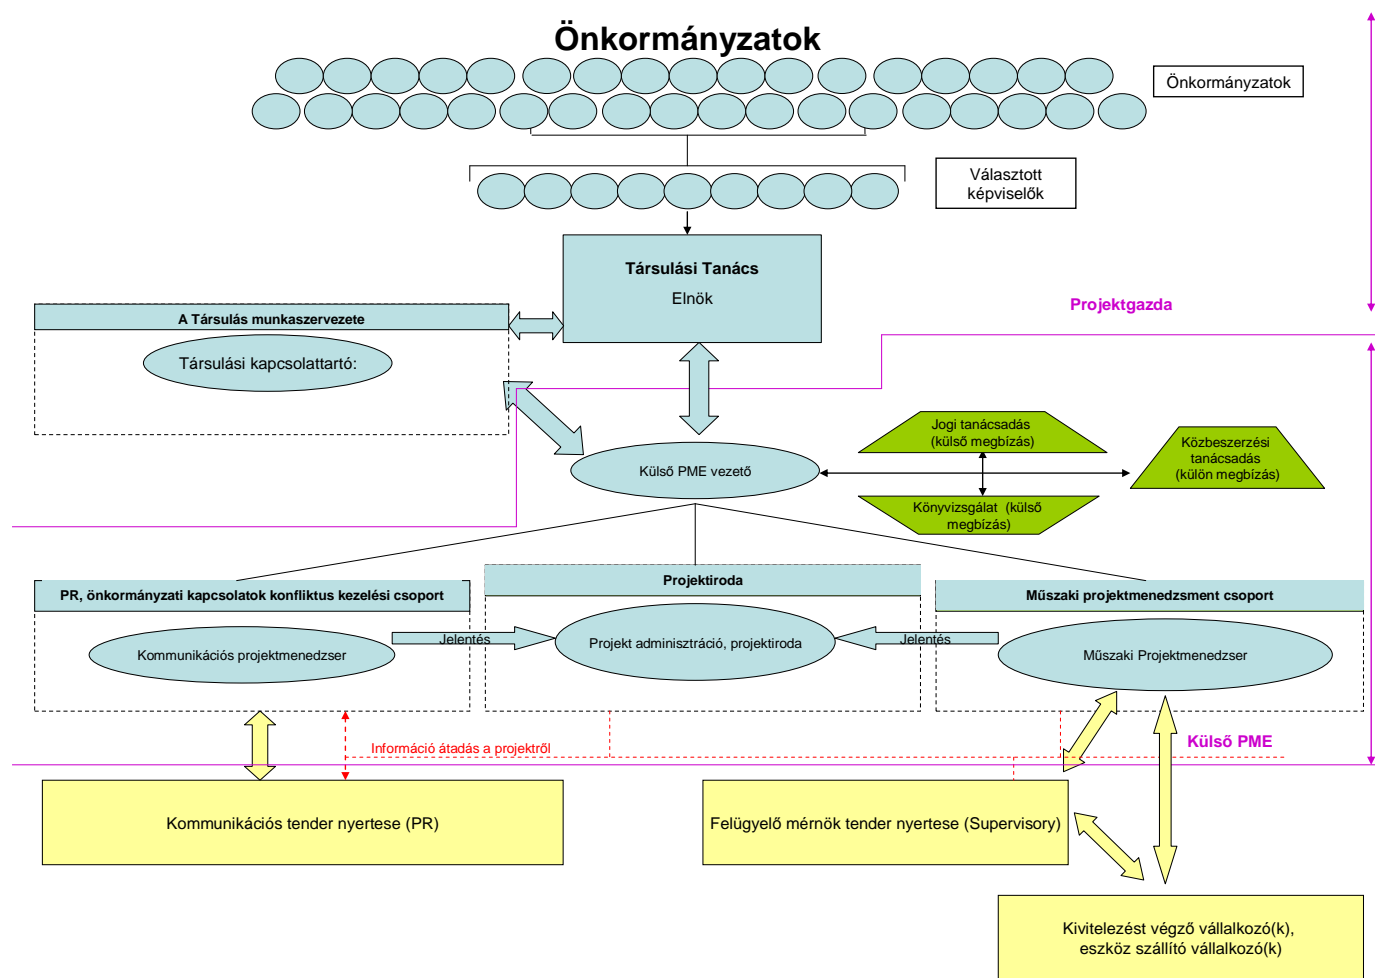 Önkormányzatok
Önkormányzatok
Választott
képviselők
Társulási Tanács
Elnök
Projektgazda
A Társulás munkaszervezete
Társulási kapcsolattartó:
Jogi tanácsadás
(külső megbízás)
Közbeszerzési
tanácsadás
(külön megbízás)
Külső PME vezető
Könyvizsgálat (külső
megbízás)
PR, önkormányzati kapcsolatok konfliktus kezelési csoport
Projektiroda
Műszaki projektmenedzsment csoport
Jelentés
Jelentés
Kommunikációs projektmenedzser
Projekt adminisztráció, projektiroda
Műszaki Projektmenedzser
Információ átadás a projektről
Külső PME
Kommunikációs tender nyertese (PR)
Felügyelő mérnök tender nyertese (Supervisory)
Kivitelezést végző vállalkozó(k),
eszköz szállító vállalkozó(k)